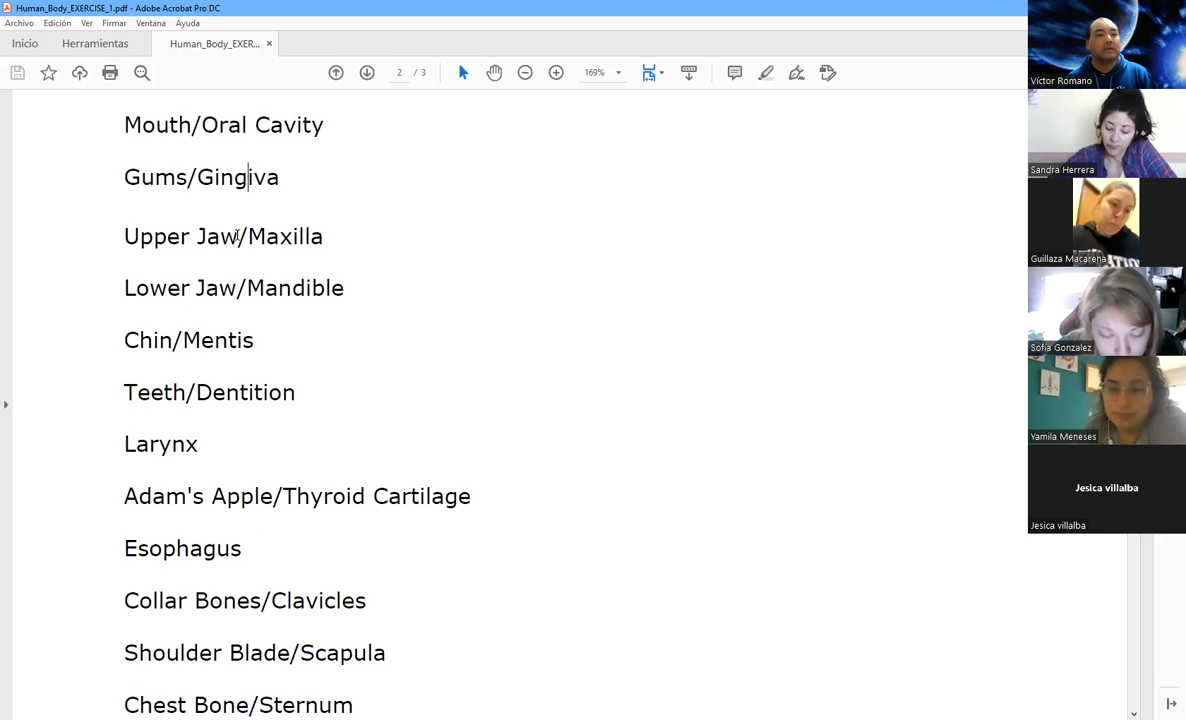 Human_Body_EXERCISE_1.pdf - Adobe Acrobat Pro DC
Archivo Edición Ver Firmar Ventana Ayuda
Inicio Herramientas Human_Body_EXER... ×
2 / 3 169%
Mouth/Oral Cavity
Gums/Gingiva
Upper Jaw/Maxilla
Lower Jaw/Mandible
Chin/Mentis
Teeth/Dentition
Larynx
Adam's Apple/Thyroid Cartilage
Esophagus
Collar Bones/Clavicles
Shoulder Blade/Scapula
Chest Bone/Sternum
Víctor Romano
Sandra Herrera
Guillaza Macarena
Sofia Gonzalez
Yamila Meneses
Jesica villalba
Jesica villalba